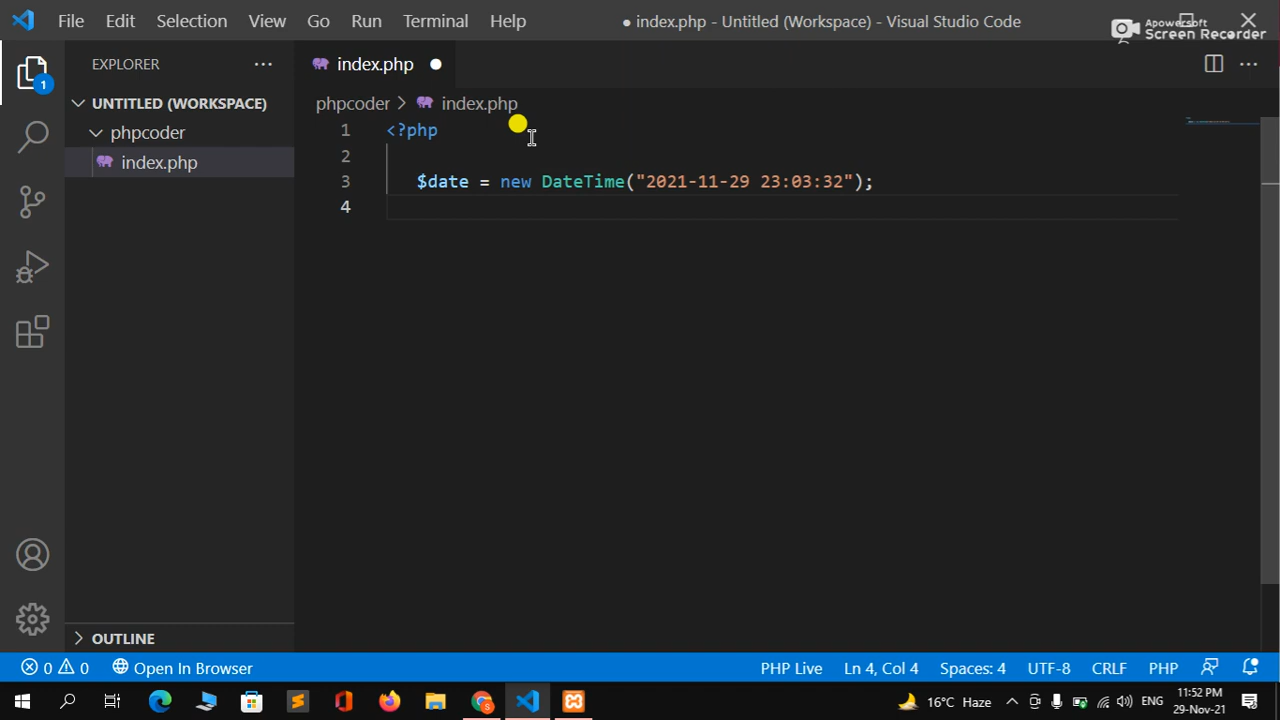 File Edit Selection View Go Run Terminal Help
● index.php - Untitled (Workspace) - Visual Studio Code
Apowersoft
Screen Recorder
EXPLORER
index.php
1
UNTITLED (WORKSPACE)
phpcoder
index.php
phpcoder > index.php
1 <?php
2
3 $date = new DateTime("2021-11-29 23:03:32");
4
OUTLINE
0 0 Open In Browser PHP Live Ln 4, Col 4 Spaces: 4 UTF-8 CRLF PHP
16°C Haze ENG 11:52 PM
29-Nov-21